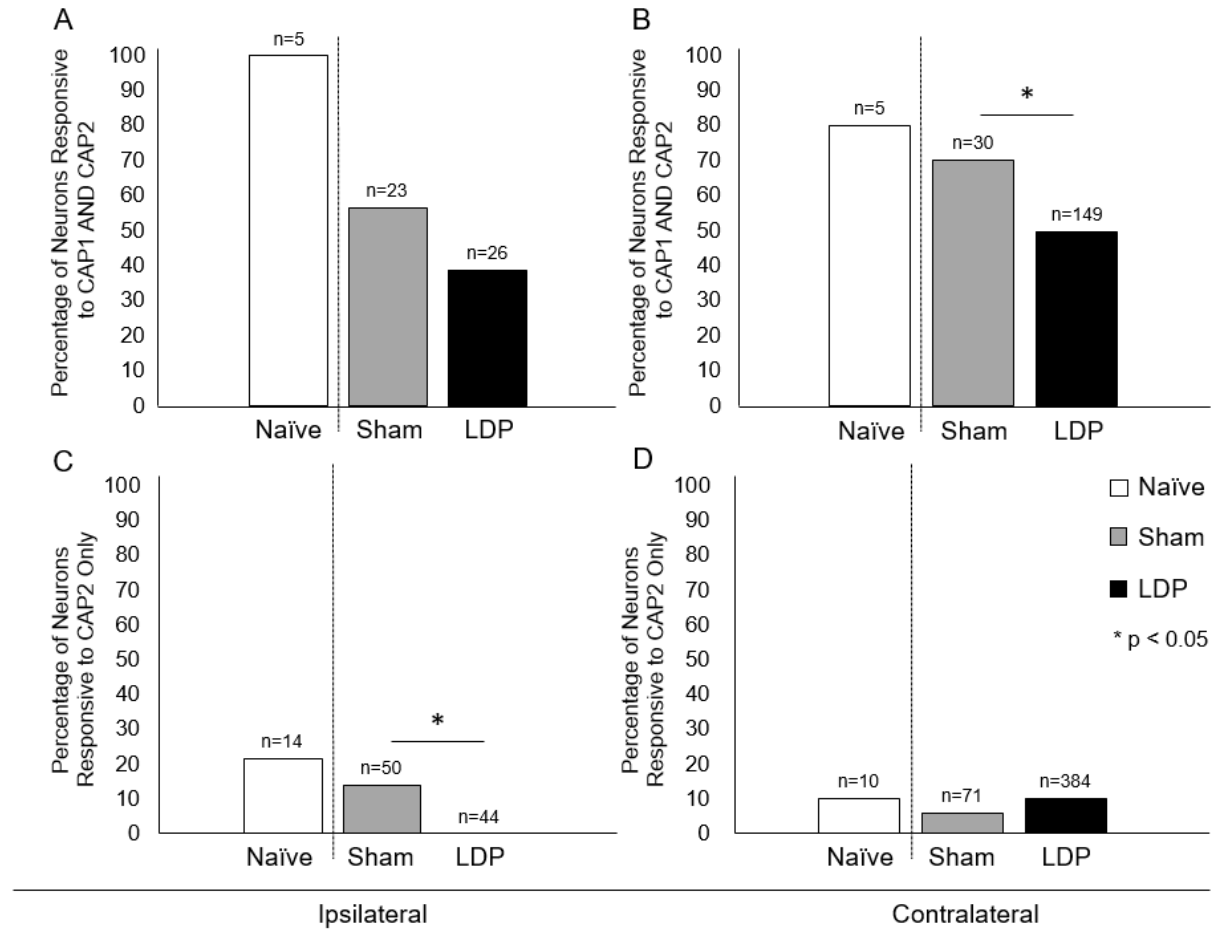 A
Percentage of Neurons Responsive
to CAP1 AND CAP2
100
90
80
70
60
50
40
30
20
10
0
n=5
n=23
n=26
Naïve
Sham
LDP
B
Percentage of Neurons Responsive
to CAP1 AND CAP2
100
90
80
70
60
50
40
30
20
10
0
n=5
n=30
*
n=149
Naïve
Sham
LDP
C
Percentage of Neurons
Responsive to CAP2 Only
100
90
80
70
60
50
40
30
20
10
0
n=14
n=50
*
n=44
Naïve
Sham
LDP
D
Percentage of Neurons
Responsive to CAP2 Only
100
90
80
70
60
50
40
30
20
10
0
n=10
n=71
n=384
Naïve
Sham
LDP
Naïve
Sham
LDP
* p < 0.05
Ipsilateral
Contralateral